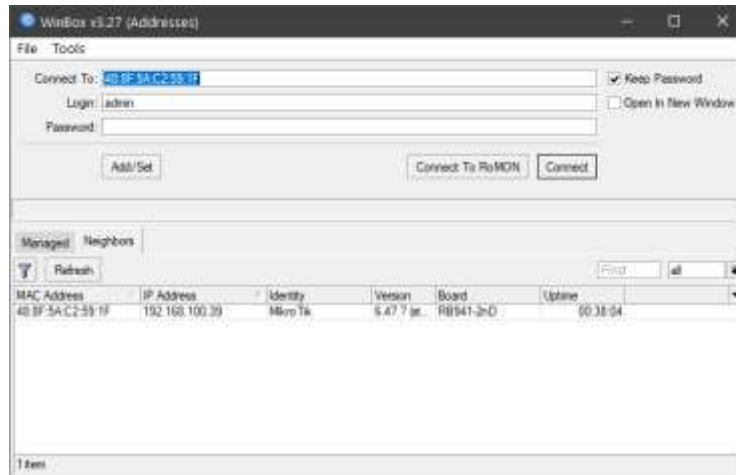 WinBox v3.27 (Addresses)
File Tools
Connect To: 48:8F:5A:C2:59:1F
Keep Password
Login: admin
Open In New Window
Password:
Add/Set
Connect To RoMON
Connect
Managed Neighbors
Refresh
Find
all
MAC Address IP Address Identity Version Board Uptime
48:8F:5A:C2:59:1F 192.168.100.39 MikroTik 6.47.7 RB941-2nD 00:38:04
1 item